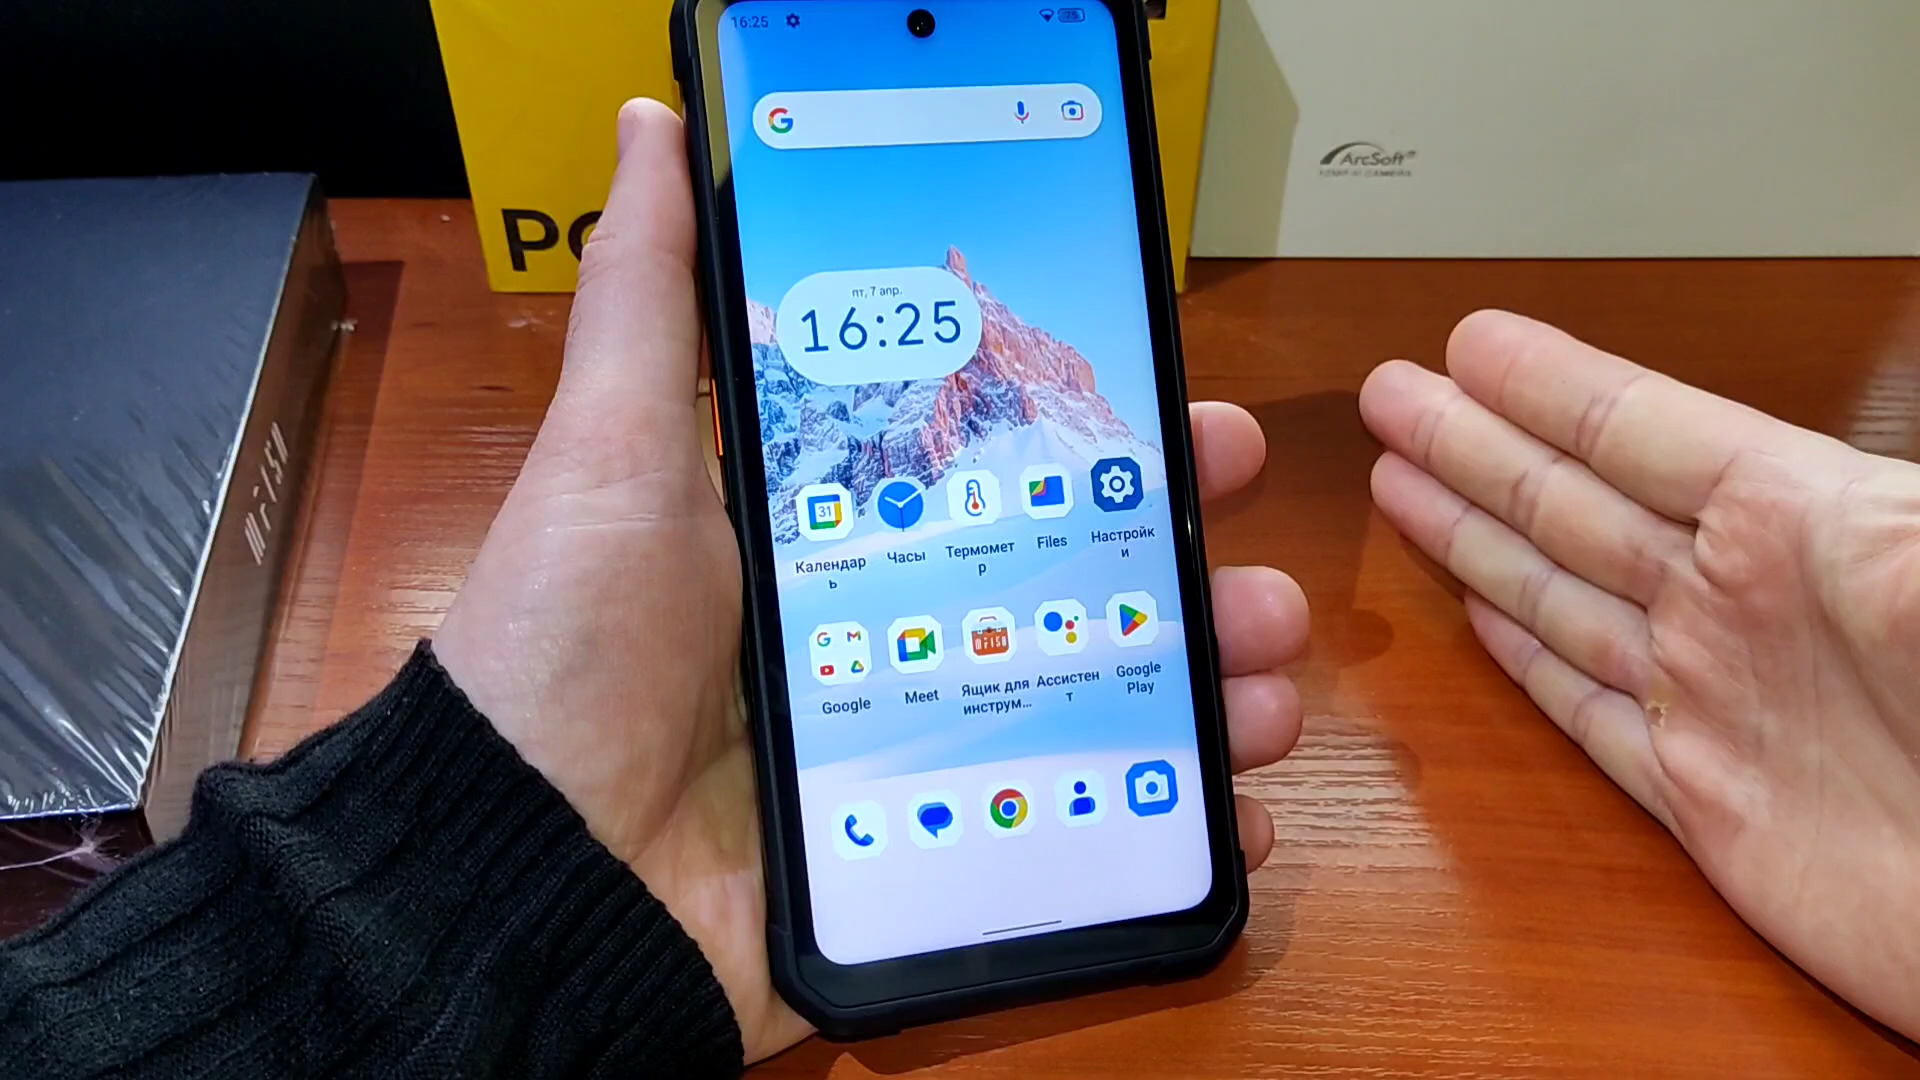 16:25
75
PO
ArcSoft
пт, 7 апр.
16:25
31
Календар
ь
Часы
Термомет
р
Files
Настройк
и
Google
Meet
Ящик для
инструм...
Ассистен
т
Google
Play